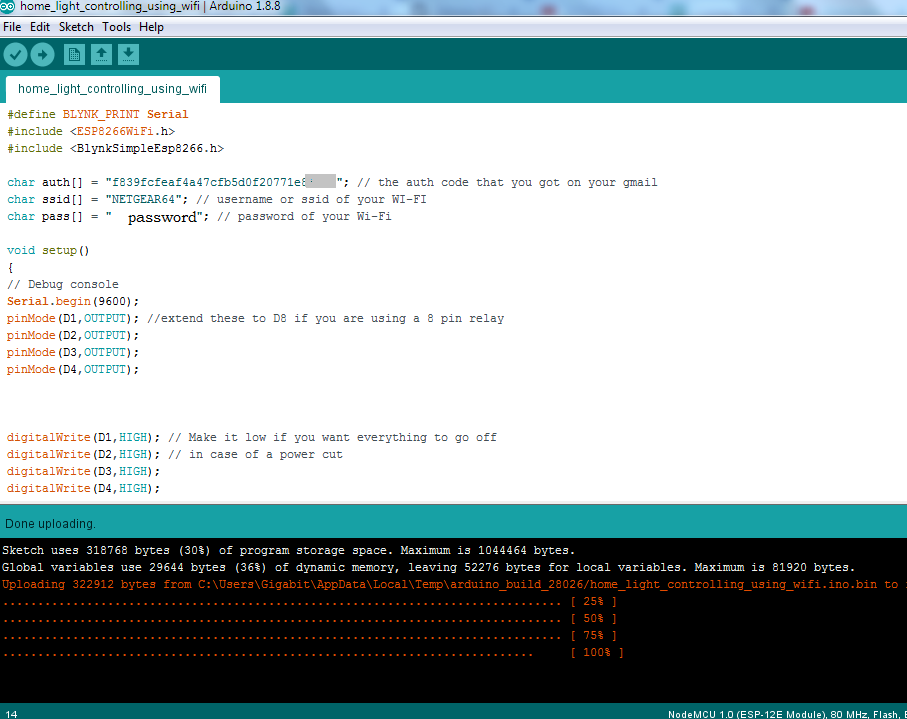 home_light_controlling_using_wifi | Arduino 1.8.8
File Edit Sketch Tools Help
home_light_controlling_using_wifi
#define BLYNK_PRINT Serial
#include <ESP8266WiFi.h>
#include <BlynkSimpleEsp8266.h>
char auth[] = "f839fcfeaf4a47cfb5d0f20771e8"; // the auth code that you got on your gmail
char ssid[] = "NETGEAR64"; // username or ssid of your WI-FI
char pass[] = " password"; // password of your Wi-Fi
void setup()
{
// Debug console
Serial.begin(9600);
pinMode(D1,OUTPUT); //extend these to D8 if you are using a 8 pin relay
pinMode(D2,OUTPUT);
pinMode(D3,OUTPUT);
pinMode(D4,OUTPUT);
digitalWrite(D1,HIGH); // Make it low if you want everything to go off
digitalWrite(D2,HIGH); // in case of a power cut
digitalWrite(D3,HIGH);
digitalWrite(D4,HIGH);
Done uploading.
Sketch uses 318768 bytes (30%) of program storage space. Maximum is 1044464 bytes.
Global variables use 29644 bytes (36%) of dynamic memory, leaving 52276 bytes for local variables. Maximum is 81920 bytes.
Uploading 322912 bytes from C:\Users\Gigabit\AppData\Local\Temp\arduino_build_28026/home_light_controlling_using_wifi.ino.bin to
................................................................................ [ 25% ]
................................................................................ [ 50% ]
................................................................................ [ 75% ]
............................................................................ [ 100% ]
14
NodeMCU 1.0 (ESP-12E Module), 80 MHz, Flash,